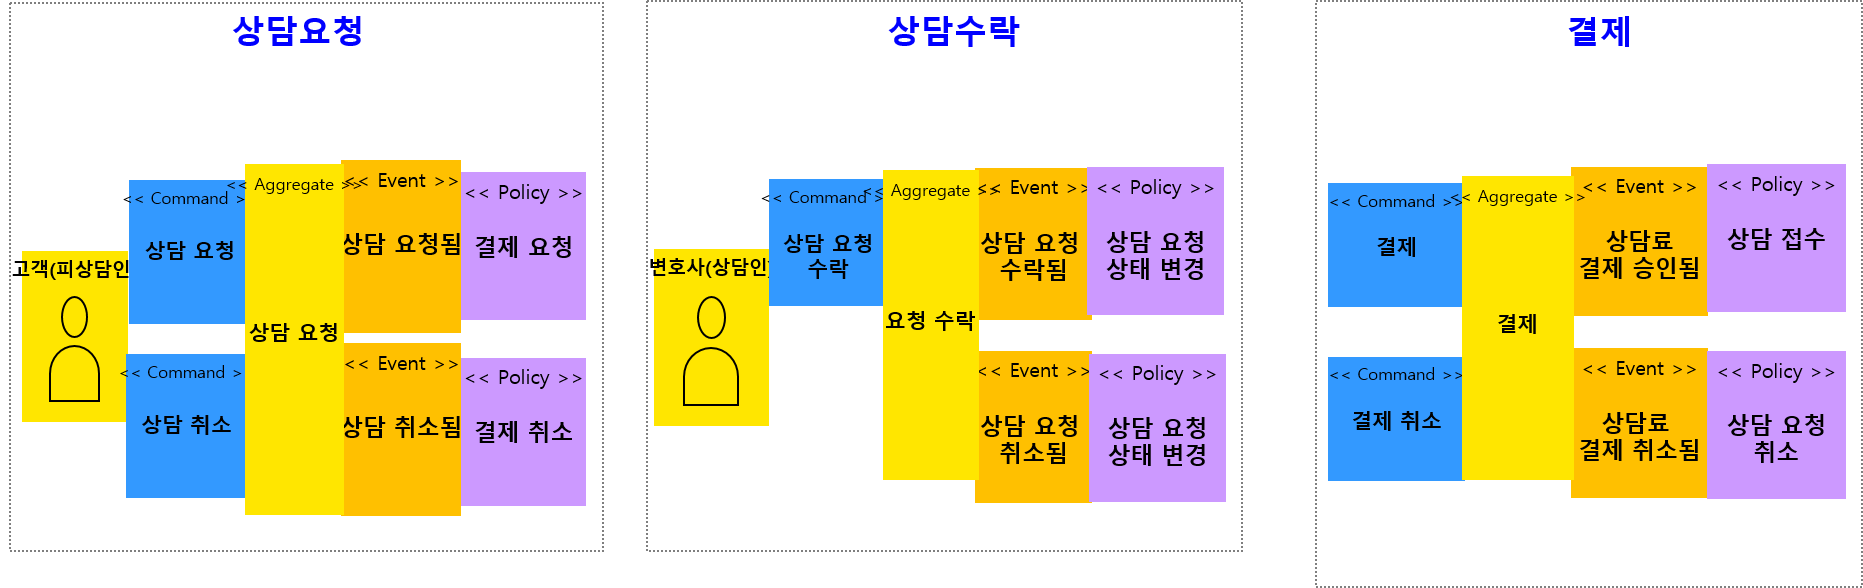 상담요청
고객(피상담인
<< Command >
상담 요청
<< Command >
상담 취소
<< Aggregate >>
상담 요청
<< Event >>
상담 요청됨
<< Event >>
상담 취소됨
<< Policy >>
결제 요청
<< Policy >>
결제 취소
상담수락
변호사(상담인)
<< Command >
상담 요청
수락
<< Aggregate <
요청 수락
< Event >>
상담 요청
수락됨
<< Event >>
상담 요청
취소됨
<< Policy >>
상담 요청
상태 변경
<< Policy >>
상담 요청
상태 변경
결제
<< Command >>
결제
<< Command >>
결제 취소
<< Aggregate >>
결제
<< Event >>
상담료
결제 승인됨
<< Event >>
상담료
결제 취소됨
<< Policy >>
상담 접수
<< Policy >>
상담 요청
취소